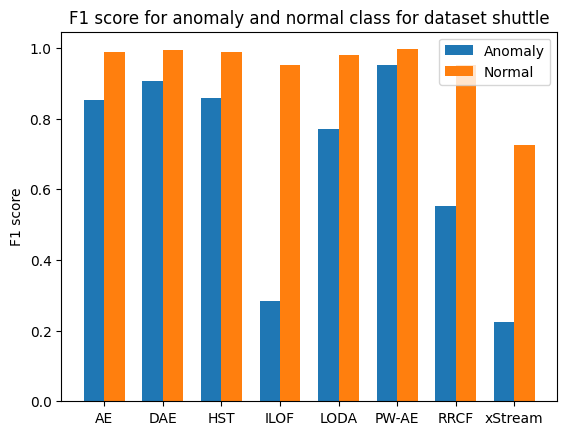 F1 score for anomaly and normal class for dataset shuttle
Anomaly
Normal
F1 score
1.0
0.8
0.6
0.4
0.2
0.0
AE DAE HST ILOF LODA PW-AE RRCF xStream